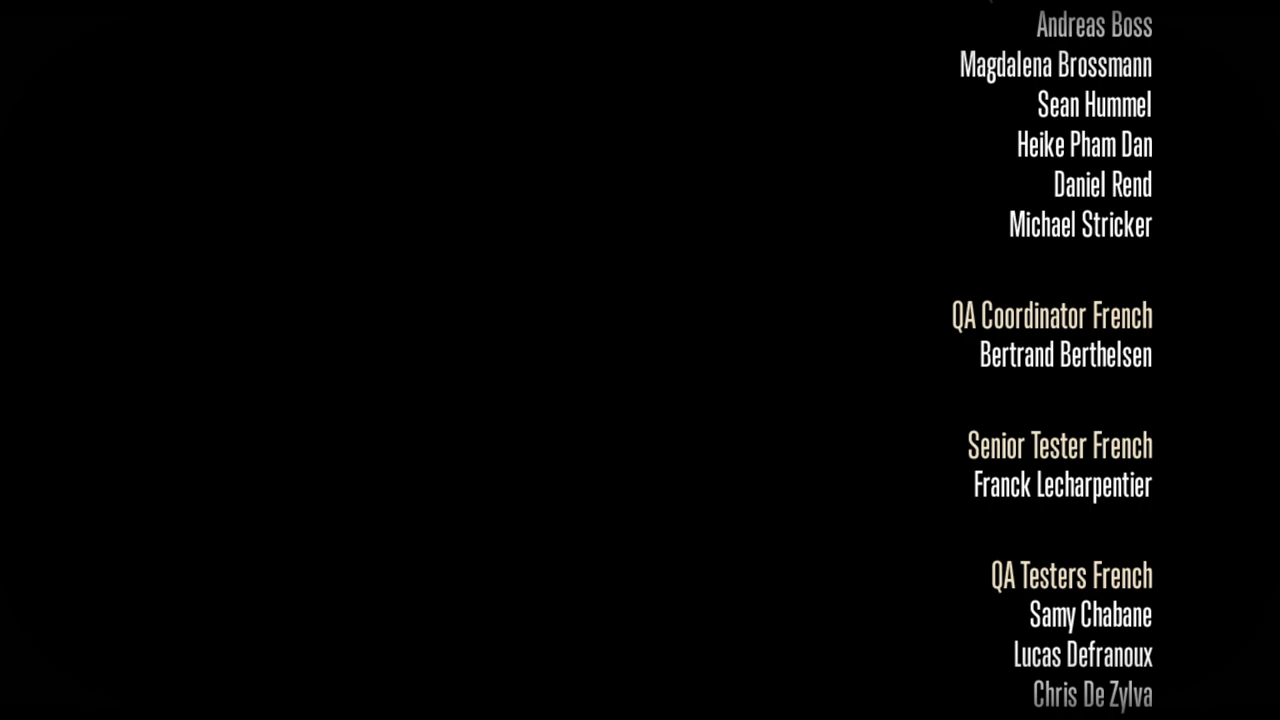 Andreas Boss
Magdalena Brossmann
Sean Hummel
Heike Pham Dan
Daniel Rend
Michael Stricker
QA Coordinator French
Bertrand Berthelsen
Senior Tester French
Franck Lecharpentier
QA Testers French
Samy Chabane
Lucas Defranoux
Chris De Zylva